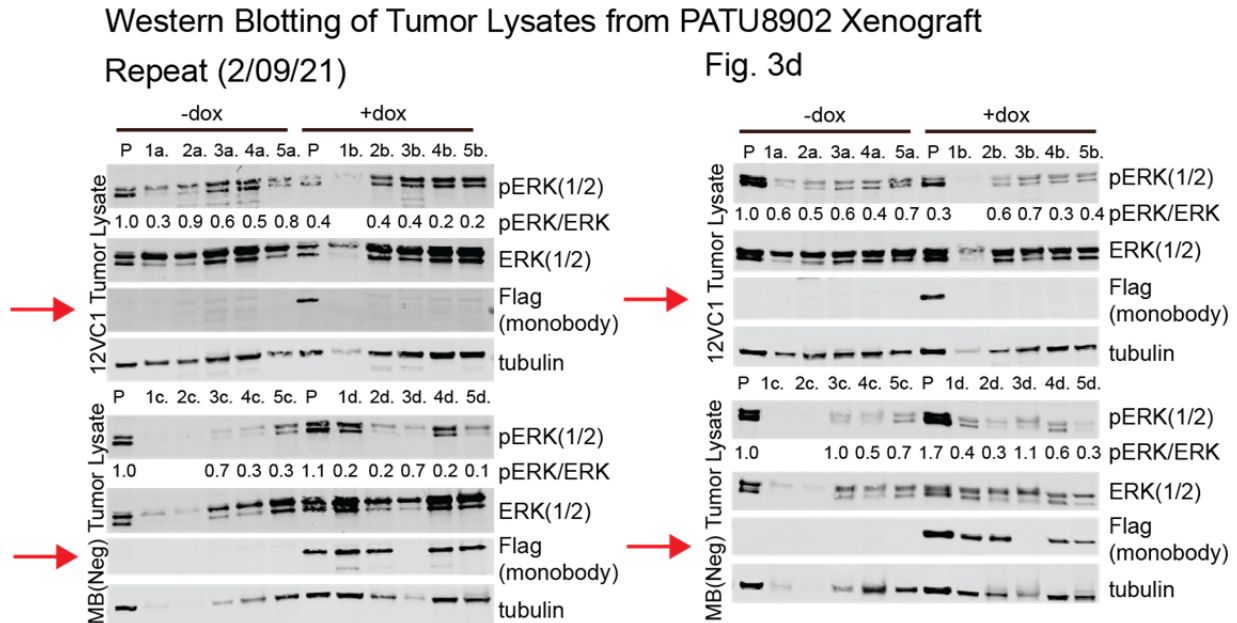 Western Blotting of Tumor Lysates from PATU8902 Xenograft
Repeat (2/09/21)
-dox +dox
P 1a. 2a. 3a. 4a. 5a. P 1b. 2b. 3b. 4b. 5b.
12VC1 Tumor Lysate
pERK(1/2)
1.0 0.3 0.9 0.6 0.5 0.8 0.4 0.4 0.4 0.2 0.2 pERK/ERK
ERK(1/2)
Flag
(monobody)
tubulin
P 1c. 2c. 3c. 4c. 5c. P 1d. 2d. 3d. 4d. 5d.
MB(Neg) Tumor Lysate
pERK(1/2)
1.0 0.7 0.3 0.3 1.1 0.2 0.2 0.7 0.2 0.1 pERK/ERK
ERK(1/2)
Flag
(monobody)
tubulin
Fig. 3d
-dox +dox
P 1a. 2a. 3a. 4a. 5a. P 1b. 2b. 3b. 4b. 5b.
12VC1 Tumor Lysate
pERK(1/2)
1.0 0.6 0.5 0.6 0.4 0.7 0.3 0.6 0.7 0.3 0.4 pERK/ERK
ERK(1/2)
Flag
(monobody)
tubulin
P 1c. 2c. 3c. 4c. 5c. P 1d. 2d. 3d. 4d. 5d.
MB(Neg) Tumor Lysate
pERK(1/2)
1.0 1.0 0.5 0.7 1.7 0.4 0.3 1.1 0.6 0.3 pERK/ERK
ERK(1/2)
Flag
(monobody)
tubulin